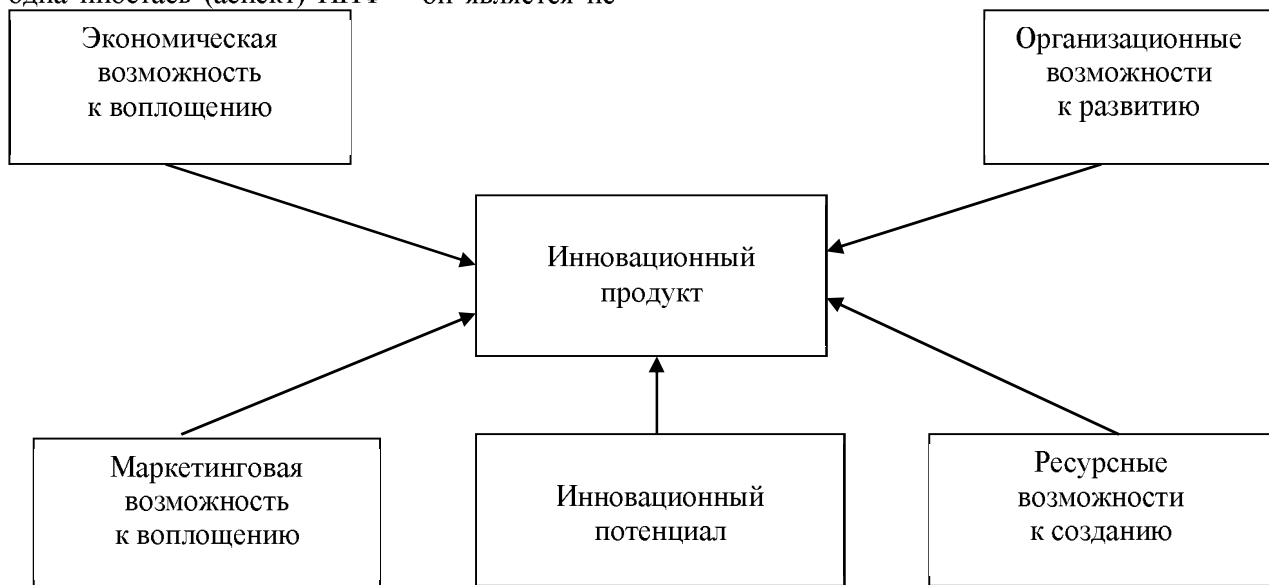 Экономическая
возможность
к воплощению
Организационные
возможности
к развитию
Инновационный
продукт
Маркетинговая
возможность
к воплощению
Инновационный
потенциал
Ресурсные
возможности
к созданию